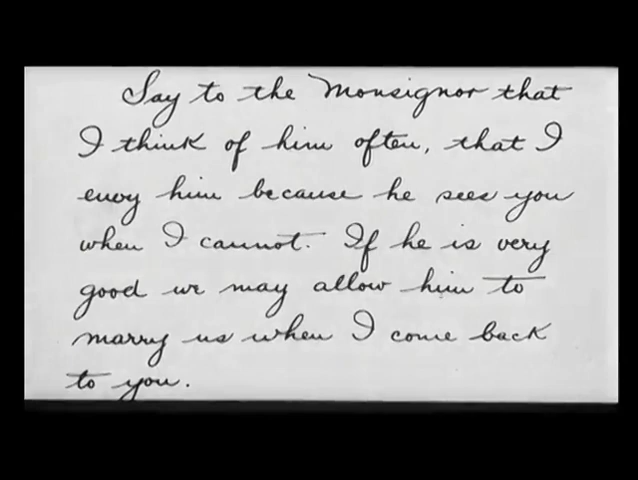 Say to the Monsignor that
I think of him often, that I
envy him because he sees you
when I cannot. If he is very
good we may allow him to
marry us when I come back
to you.